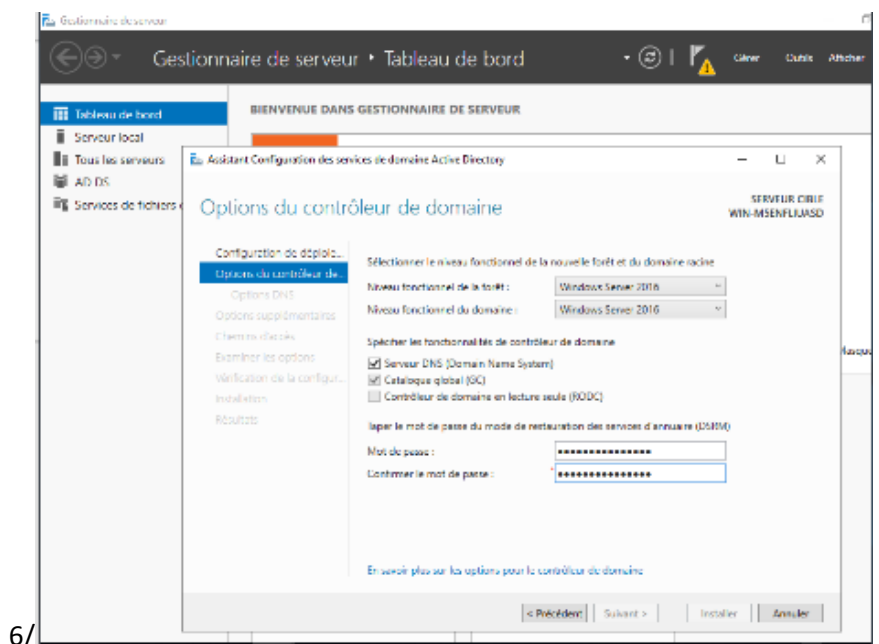 Gestionnaire de serveur
Gestionnaire de serveur • Tableau de bord
Gérer Outils Afficher
Tableau de bord
Serveur local
Tous les serveurs
AD DS
Services de fichiers
BIENVENUE DANS GESTIONNAIRE DE SERVEUR
Assistant Configuration des services de domaine Active Directory
Options du contrôleur de domaine
SERVEUR CIBLE
WIN-M5ENFLIUASD
Configuration de déploie...
Options du contrôleur de...
Options DNS
Options supplémentaires
Chemins d'accès
Examiner les options
Vérification de la configur...
Installation
Résultats
Sélectionner le niveau fonctionnel de la nouvelle forêt et du domaine racine
Niveau fonctionnel de la forêt : Windows Server 2016
Niveau fonctionnel du domaine : Windows Server 2016
Spécifier les fonctionnalités de contrôleur de domaine
Serveur DNS (Domain Name System)
Catalogue global (GC)
Contrôleur de domaine en lecture seule (RODC)
Taper le mot de passe du mode de restauration des services d'annuaire (DSRM)
Mot de passe :
Confirmer le mot de passe :
En savoir plus sur les options pour le contrôleur de domaine
< Précédent Suivant > Installer Annuler
Masque
6/